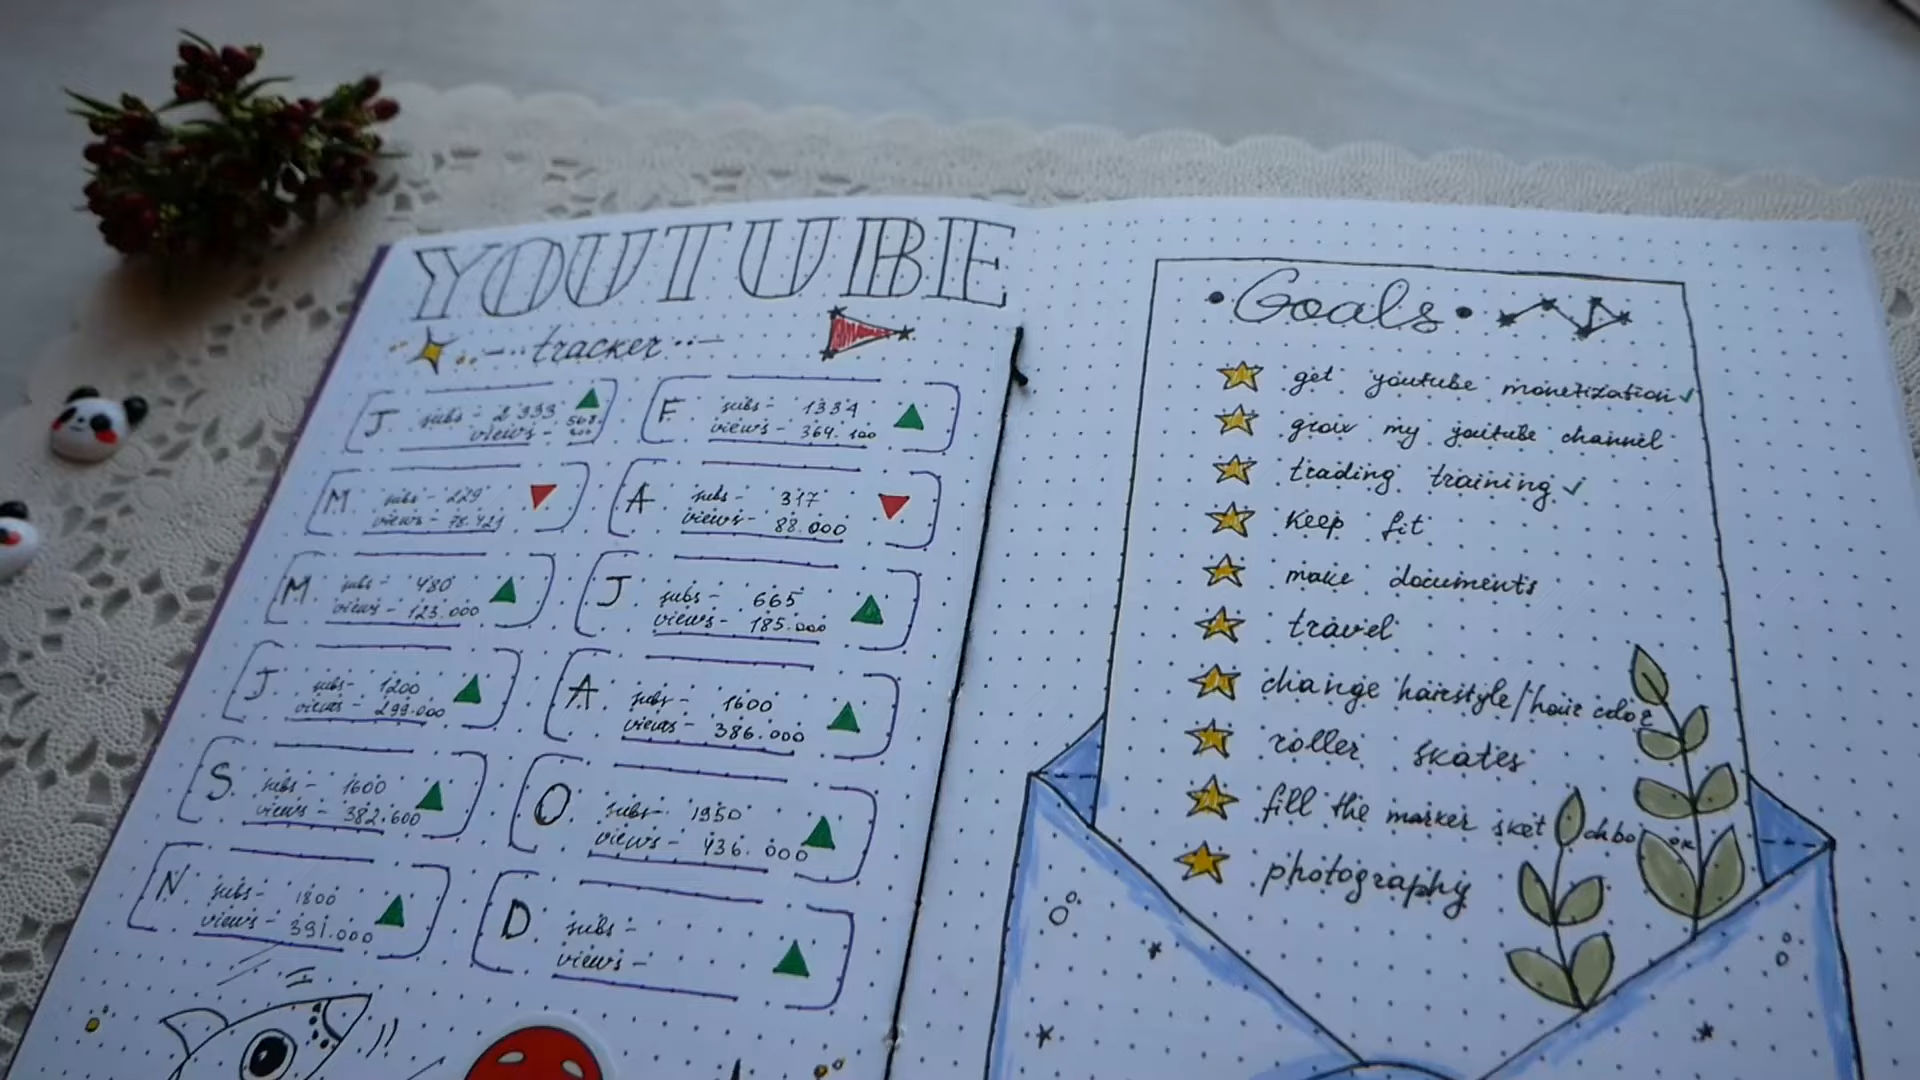 YOUTUBE
tracker
J subs - 2333
views - 568.
F subs - 1334
views - 364.100
M subs - 229
views - 78.421
A subs - 317
views - 88.000
M subs - 480
views - 123.000
J subs - 665
views - 185.000
J subs - 1200
views - 299.000
A subs - 1600
views - 386.000
S subs - 1600
views - 382.600
O subs - 1950
views - 436.000
N subs - 1800
views - 391.000
D subs -
views -
• Goals •
get youtube monetization ✓
grow my youtube channel
trading training ✓
keep fit
make documents
travel
change hairstyle/hair color
roller skates
fill the marker sketchbook
photography